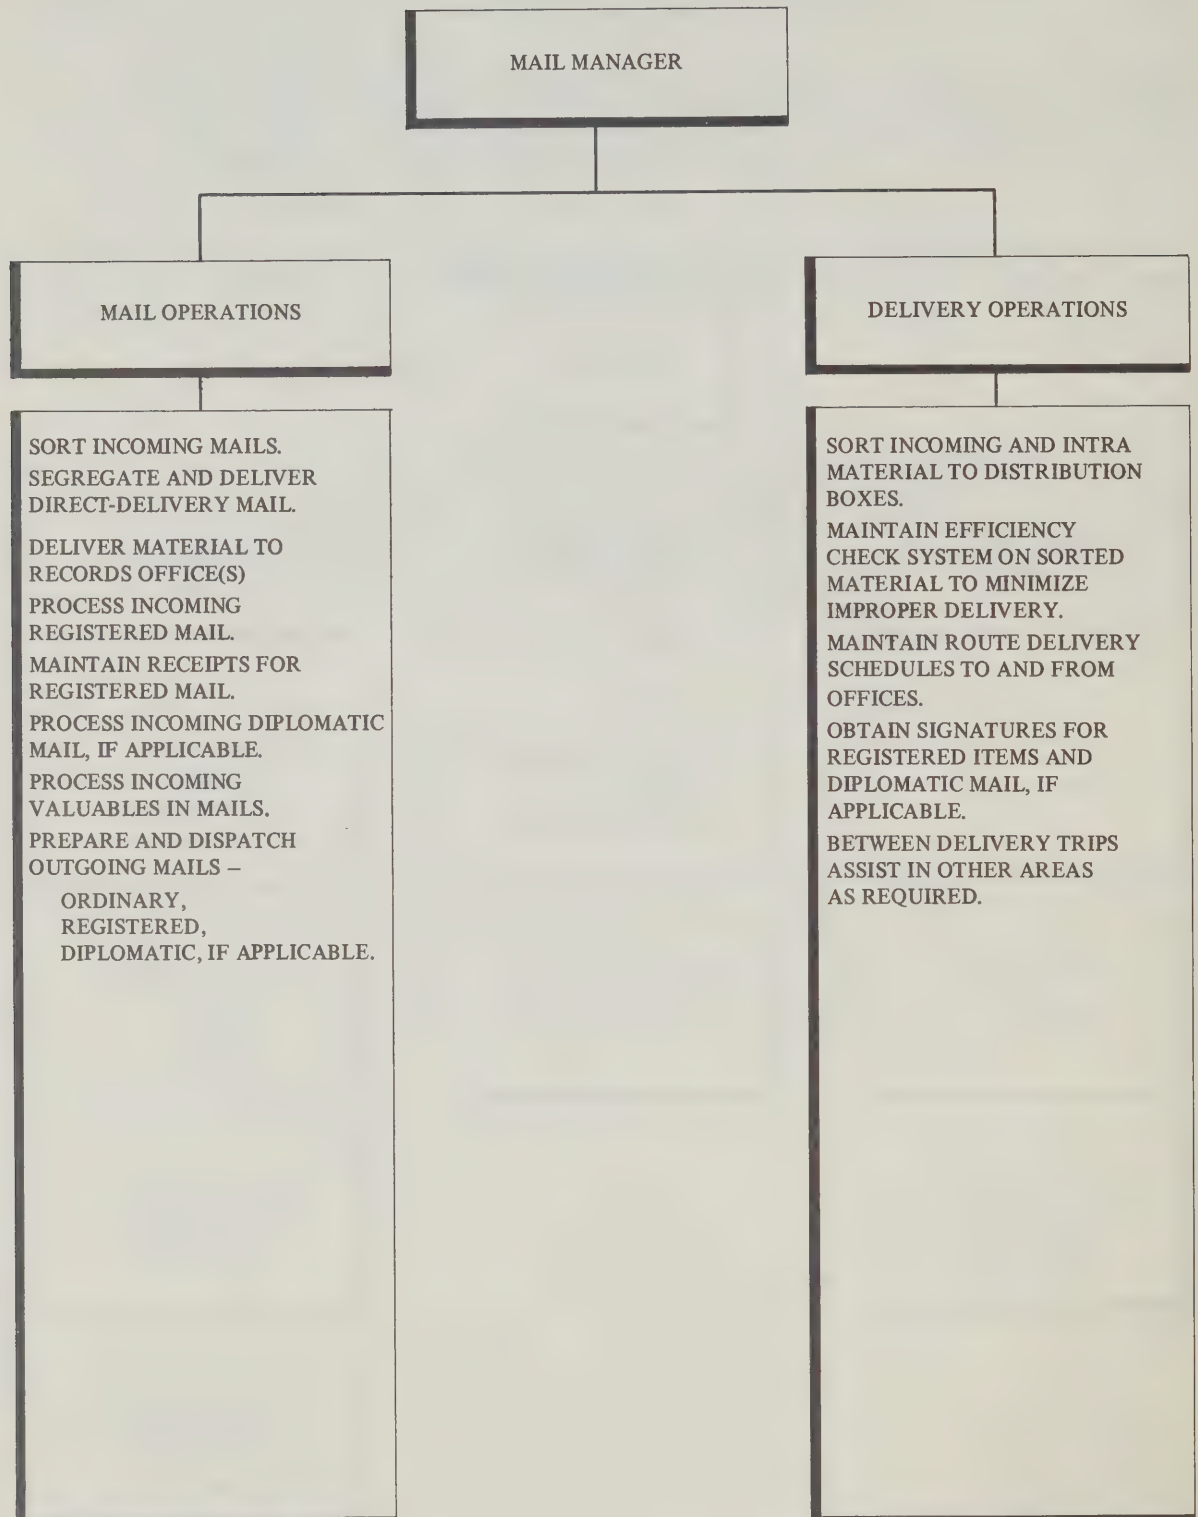 MAIL MANAGER
MAIL OPERATIONS
SORT INCOMING MAILS.
SEGREGATE AND DELIVER
DIRECT-DELIVERY MAIL.
DELIVER MATERIAL TO
RECORDS OFFICE(S)
PROCESS INCOMING
REGISTERED MAIL.
MAINTAIN RECEIPTS FOR
REGISTERED MAIL.
PROCESS INCOMING DIPLOMATIC
MAIL, IF APPLICABLE.
PROCESS INCOMING
VALUABLES IN MAILS.
PREPARE AND DISPATCH
OUTGOING MAILS –
ORDINARY,
REGISTERED,
DIPLOMATIC, IF APPLICABLE.
DELIVERY OPERATIONS
SORT INCOMING AND INTRA
MATERIAL TO DISTRIBUTION
BOXES.
MAINTAIN EFFICIENCY
CHECK SYSTEM ON SORTED
MATERIAL TO MINIMIZE
IMPROPER DELIVERY.
MAINTAIN ROUTE DELIVERY
SCHEDULES TO AND FROM
OFFICES.
OBTAIN SIGNATURES FOR
REGISTERED ITEMS AND
DIPLOMATIC MAIL, IF
APPLICABLE.
BETWEEN DELIVERY TRIPS
ASSIST IN OTHER AREAS
AS REQUIRED.